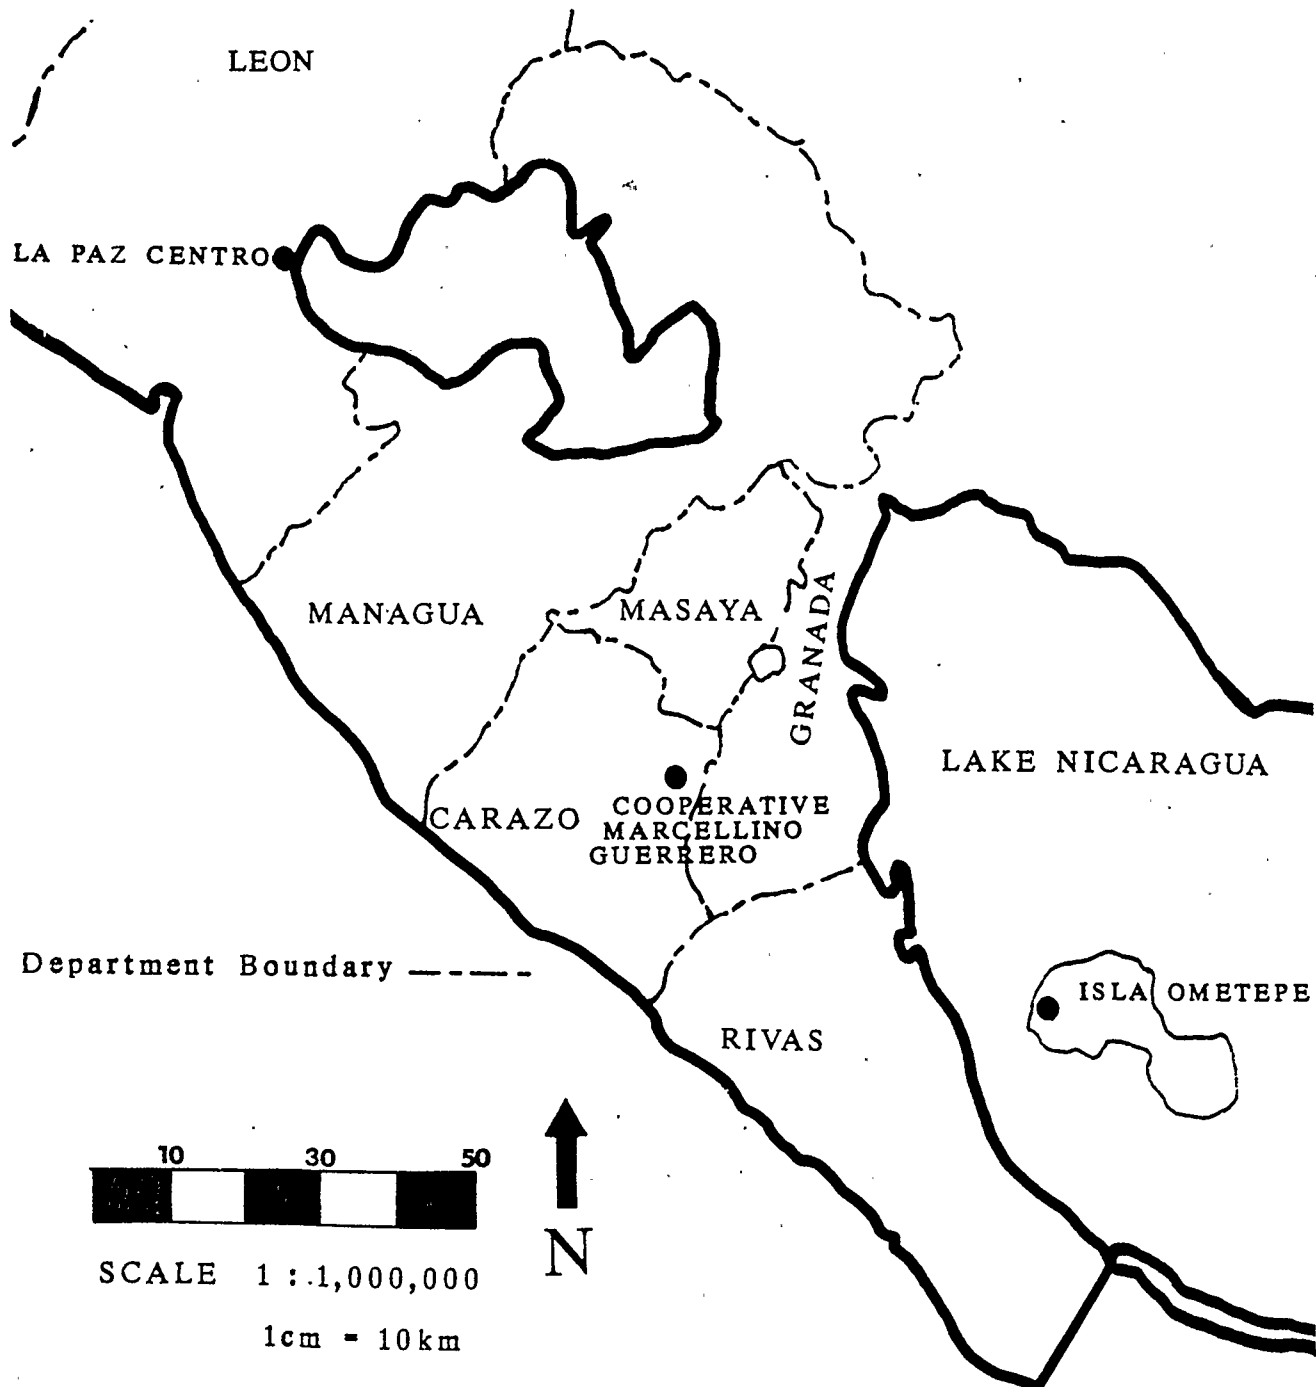 LEON
LA PAZ CENTRO
MANAGUA
MASAYA
GRANADA
LAKE NICARAGUA
CARAZO
COOPERATIVE
MARCELLINO
GUERRERO
Department Boundary
ISLA OMETEPE
RIVAS
10 30 50
N
SCALE 1:1,000,000
1cm = 10km